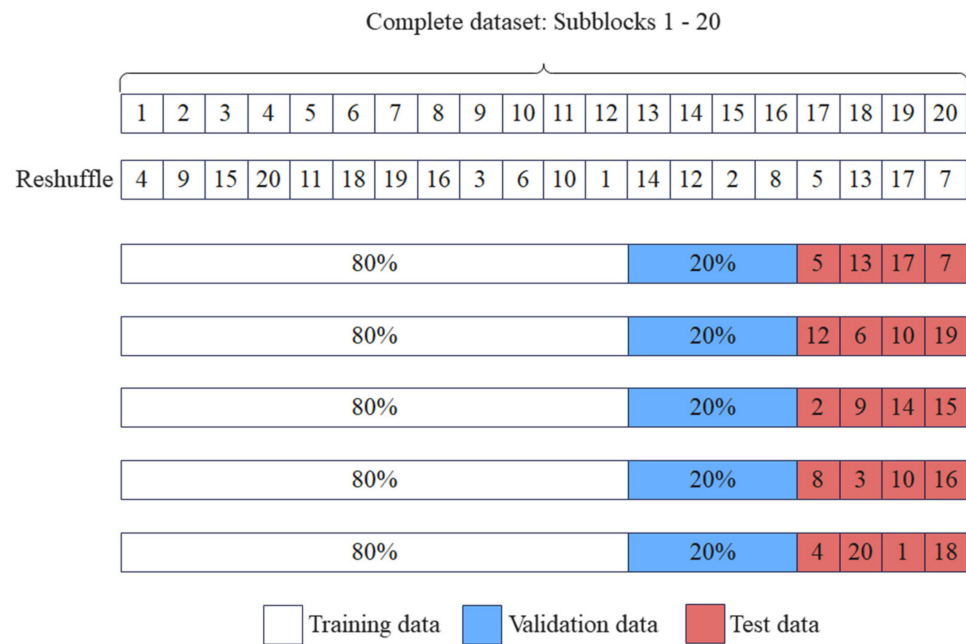 Complete dataset: Subblocks 1 - 20
1 2 3 4 5 6 7 8 9 10 11 12 13 14 15 16 17 18 19 20
Reshuffle 4 9 15 20 11 18 19 16 3 6 10 1 14 12 2 8 5 13 17 7
80% 20% 5 13 17 7
80% 20% 12 6 10 19
80% 20% 2 9 14 15
80% 20% 8 3 10 16
80% 20% 4 20 1 18
Training data Validation data Test data